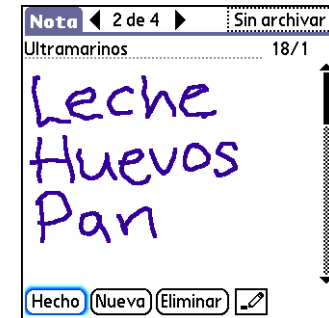 Nota 2 de 4 Sin archivar
Ultramarinos 18/1
Leche
Huevos
Pan
Hecho Nueva Eliminar